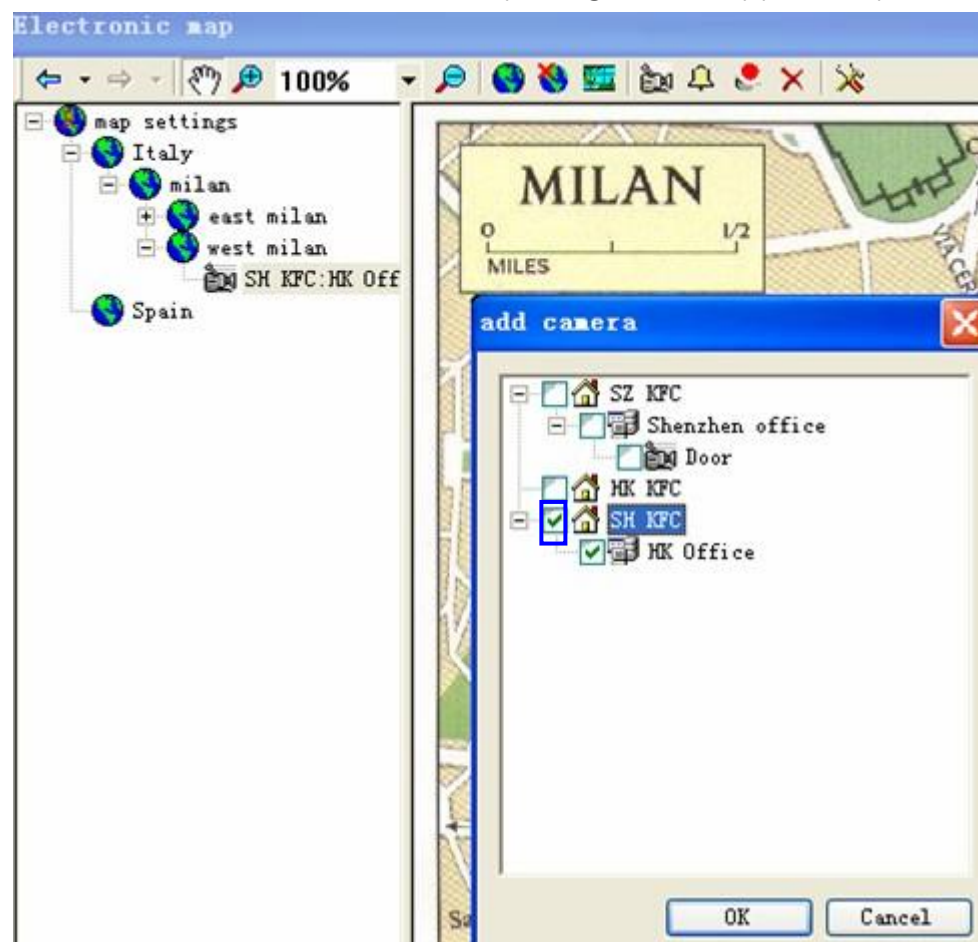 Electronic map
100%
map settings
Italy
milan
east milan
west milan
SH KFC:HK Off
Spain
MILAN
0 1/2
MILES
add camera
SZ KFC
Shenzhen office
Door
HK KFC
SH KFC
HK Office
OK Cancel